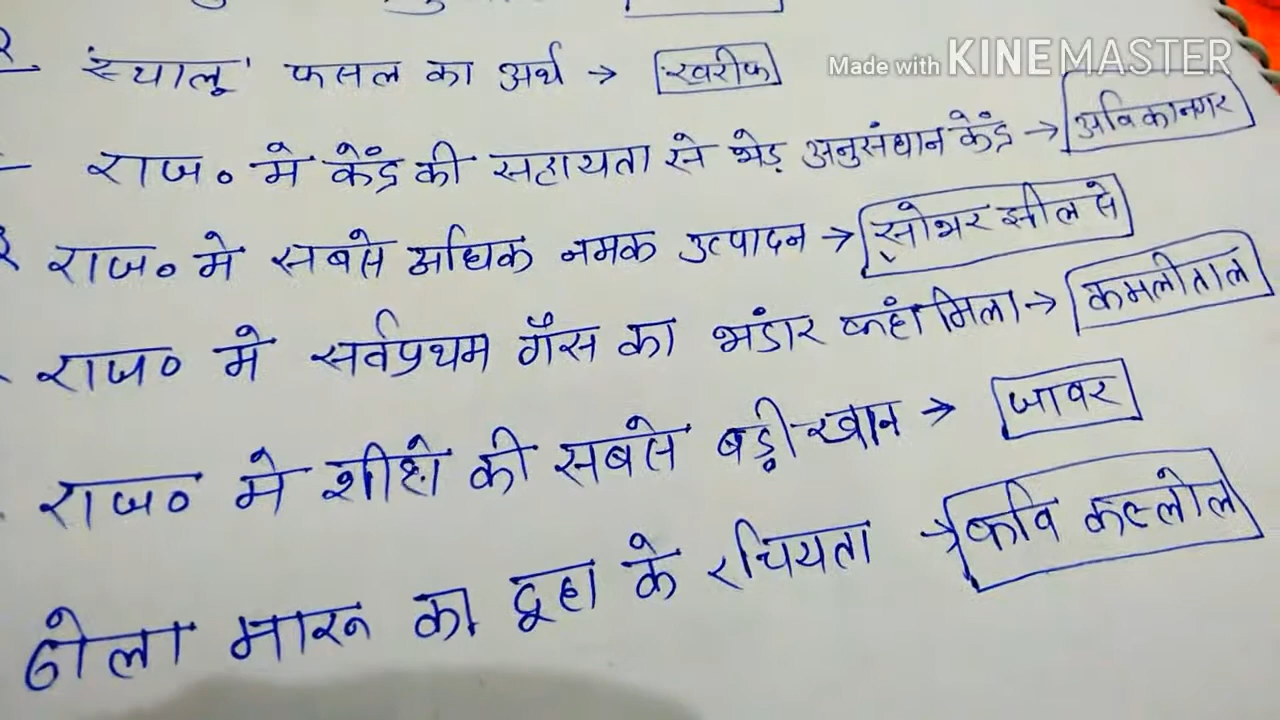 Made with KINEMASTER
स्यालू' फसल का अर्थ → खरीफ
राज० मे केंद्र की सहायता से भेड़ अनुसंधान केंद्र → अविकानगर
राज० मे सबसे अधिक नमक उत्पादन → सांभर झील से
राज० मे सर्वप्रथम गैस का भंडार कहां मिला → कमलीताल
राज० मे शीशे की सबसे बड़ी खान → जावर
ढोला मारू का दूहा के रचियता → कवि कल्लोल